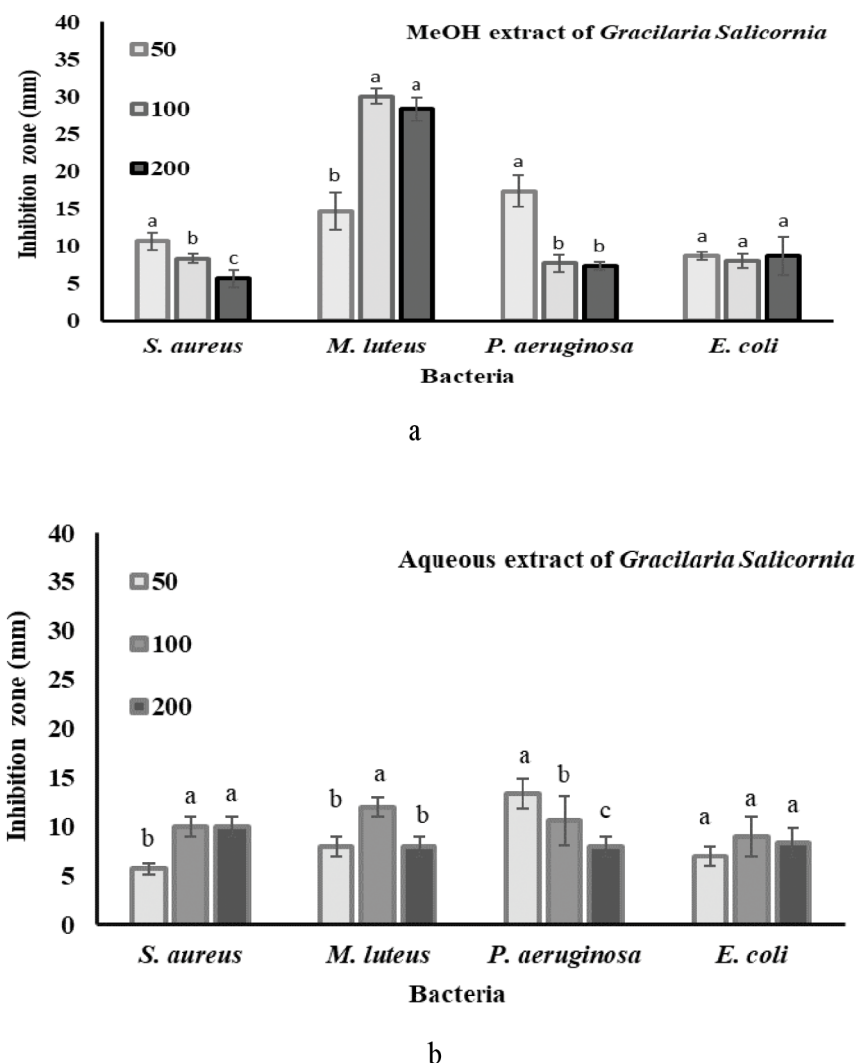 MeOH extract of Gracilaria Salicornia
Inhibition zone (mm)
40
35
30
25
20
15
10
5
0
50
100
200
a
b
c
b
a
a
a
b
b
a
a
a
S. aureus
M. luteus
P. aeruginosa
E. coli
Bacteria
a
Aqueous extract of Gracilaria Salicornia
Inhibition zone (mm)
40
35
30
25
20
15
10
5
0
50
100
200
b
a
a
b
a
b
a
b
c
a
a
a
S. aureus
M. luteus
P. aeruginosa
E. coli
Bacteria
b